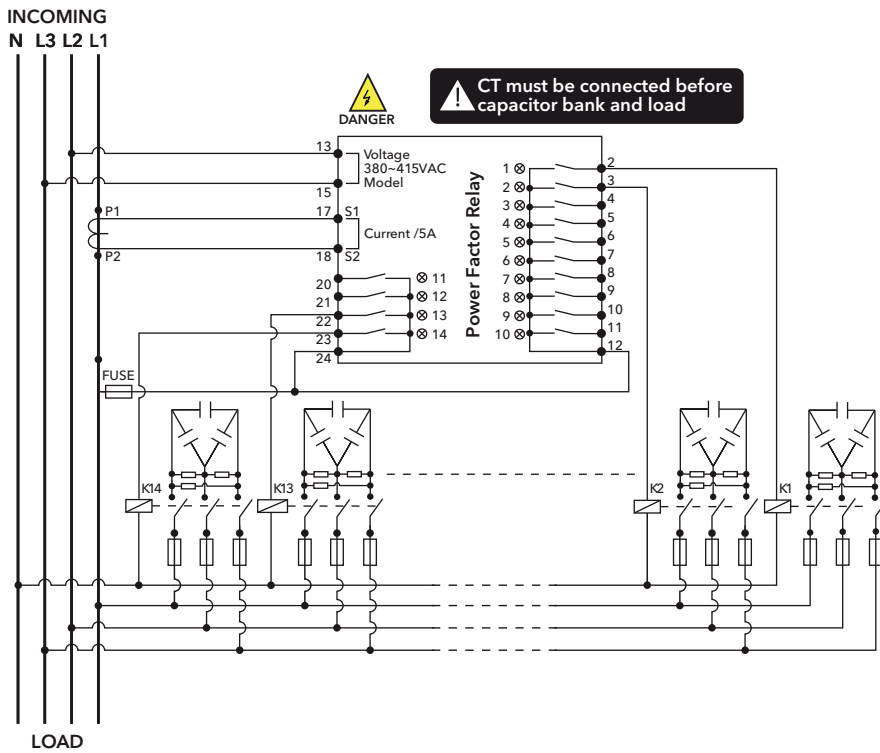 INCOMING
N L3 L2 L1
DANGER
CT must be connected before
capacitor bank and load
13
Voltage
380~415VAC
Model
15
P1
17
S1
Current /5A
P2
18
S2
20
21
22
23
24
11
12
13
14
Power Factor Relay
1
2
2
3
3
4
4
5
5
6
6
7
7
8
8
9
9
10
10
11
12
FUSE
K14
K13
K2
K1
LOAD